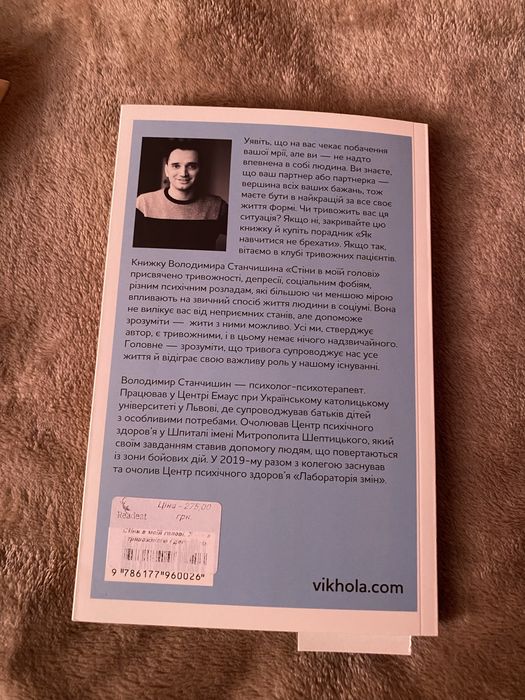 Уявіть, що на вас чекає побачення
вашої мрії, але ви — не надто
впевнена в собі людина. Ви знаєте,
що ваш партнер або партнерка —
вершина всіх ваших бажань, тож
маєте бути в найкращій за все своє
життя формі. Чи тривожить вас ця
ситуація? Якщо ні, закривайте цю
книжку й купіть порадник «Як
навчитися не брехати». Якщо так,
вітаємо в клубі тривожних пацієнтів.
Книжку Володимира Станчишина «Стіни в моїй голові»
присвячено тривожності, депресії, соціальним фобіям,
різним психічним розладам, які більшою чи меншою мірою
впливають на звичний спосіб життя людини в соціумі. Вона
не вилікує вас від неприємних станів, але допоможе
зрозуміти — жити з ними можливо. Усі ми, стверджує
автор, є тривожними, і в цьому немає нічого надзвичайного.
Головне — зрозуміти, що тривога супроводжує нас усе
життя й відіграє свою важливу роль у нашому існуванні.
Володимир Станчишин — психолог-психотерапевт.
Працював у Центрі Емаус при Українському католицькому
університеті у Львові, де супроводжував батьків дітей
з особливими потребами. Очолював Центр психічного
здоров'я у Шпиталі імені Митрополита Шептицького, який
своїм завданням ставив допомогу людям, що повертаються
із зони бойових дій. У 2019-му разом з колегою заснував
та очолив Центр психічного здоров'я «Лабораторія змін».
Ціна - 275,00
Readeat грн.
Стіни в моїй голові.
9 786177 960026
vikhola.com